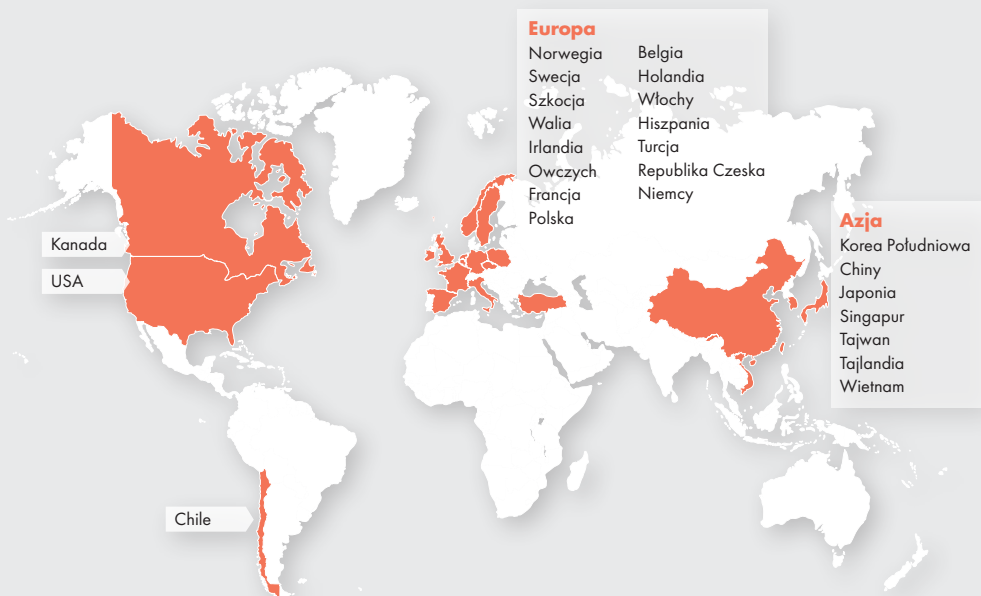 Europa
Norwegia
Swecja
Szkocja
Walia
Irlandia
Owczych
Francja
Polska
Belgia
Holandia
Włochy
Hiszpania
Turcja
Republika Czeska
Niemcy
Azja
Korea Południowa
Chiny
Japonia
Singapur
Tajwan
Tajlandia
Wietnam
Kanada
USA
Chile